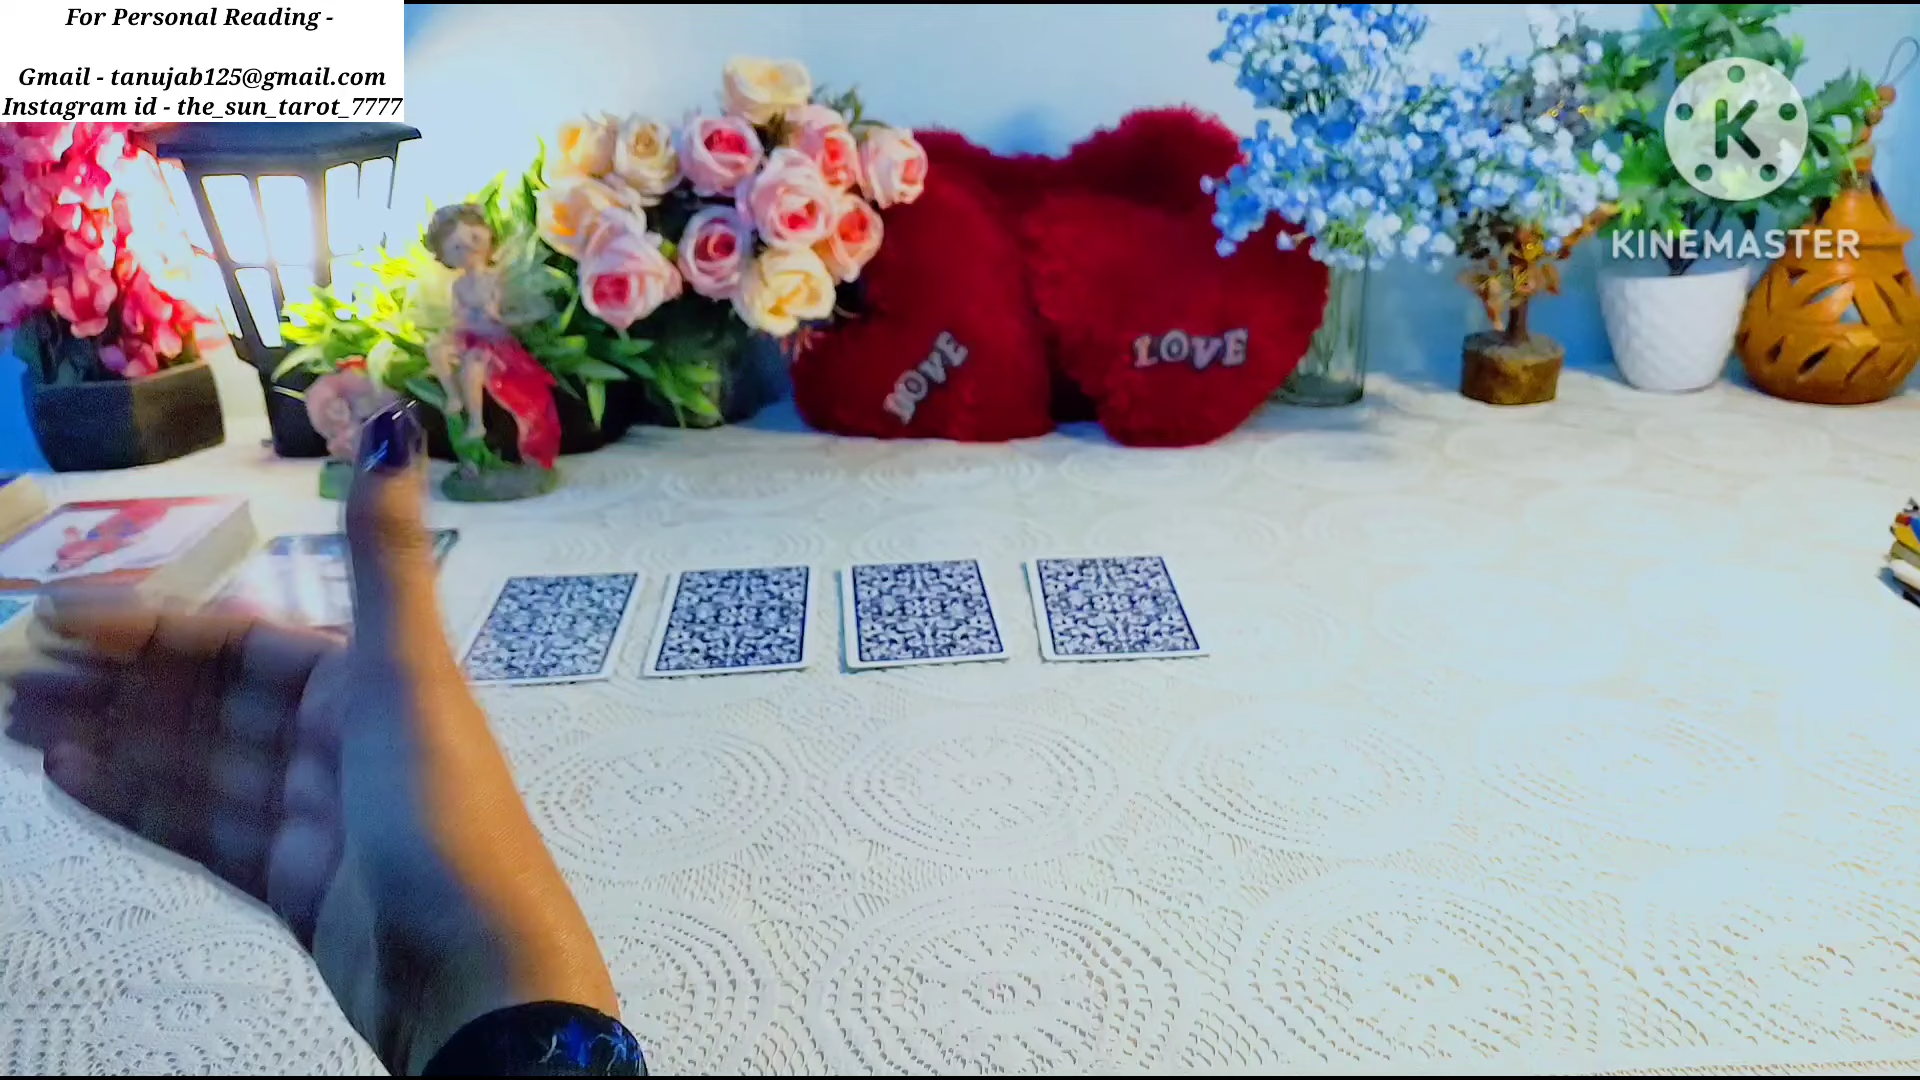 For Personal Reading -
Gmail - tanujab125@gmail.com
Instagram id - the_sun_tarot_7777
K
KINEMASTER
LOVE
LOVE